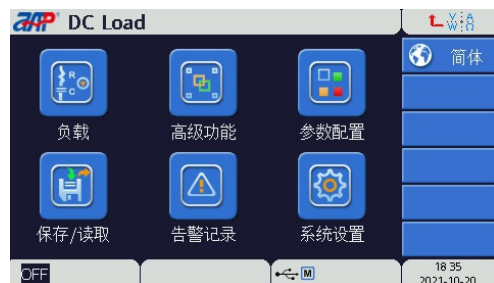 ZAP DC Load
简体
R
C
负载 高级功能 参数配置
保存/读取 告警记录 系统设置
OFF M 18 35
2021-10-20